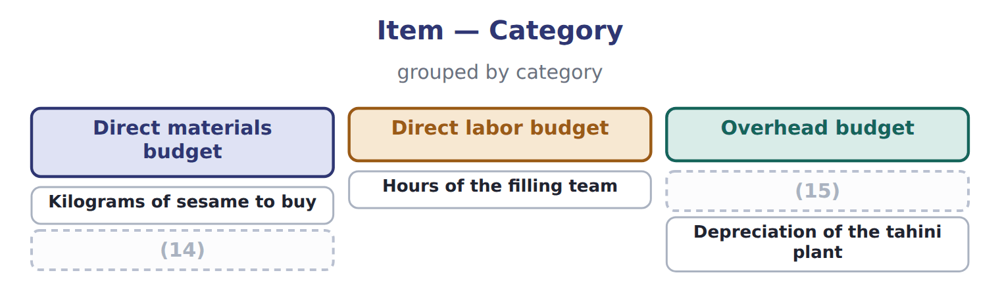 Item — Category
grouped by category
Direct materials
budget
Kilograms of sesame to buy
(14)
Direct labor budget
Hours of the filling team
Overhead budget
(15)
Depreciation of the tahini
plant